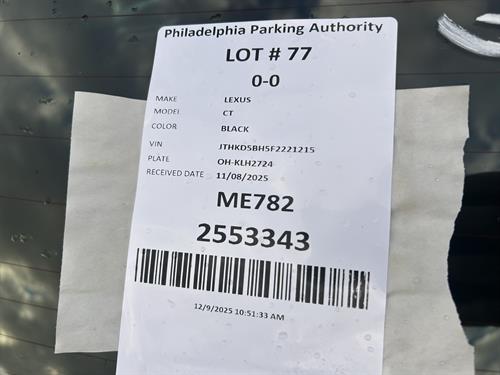 Philadelphia Parking Authority
LOT # 77
0-0
MAKE LEXUS
MODEL CT
COLOR BLACK
VIN JTHKD5BH5F2221215
PLATE OH-KLH2724
RECEIVED DATE 11/08/2025
ME782
2553343
12/9/2025 10:51:33 AM